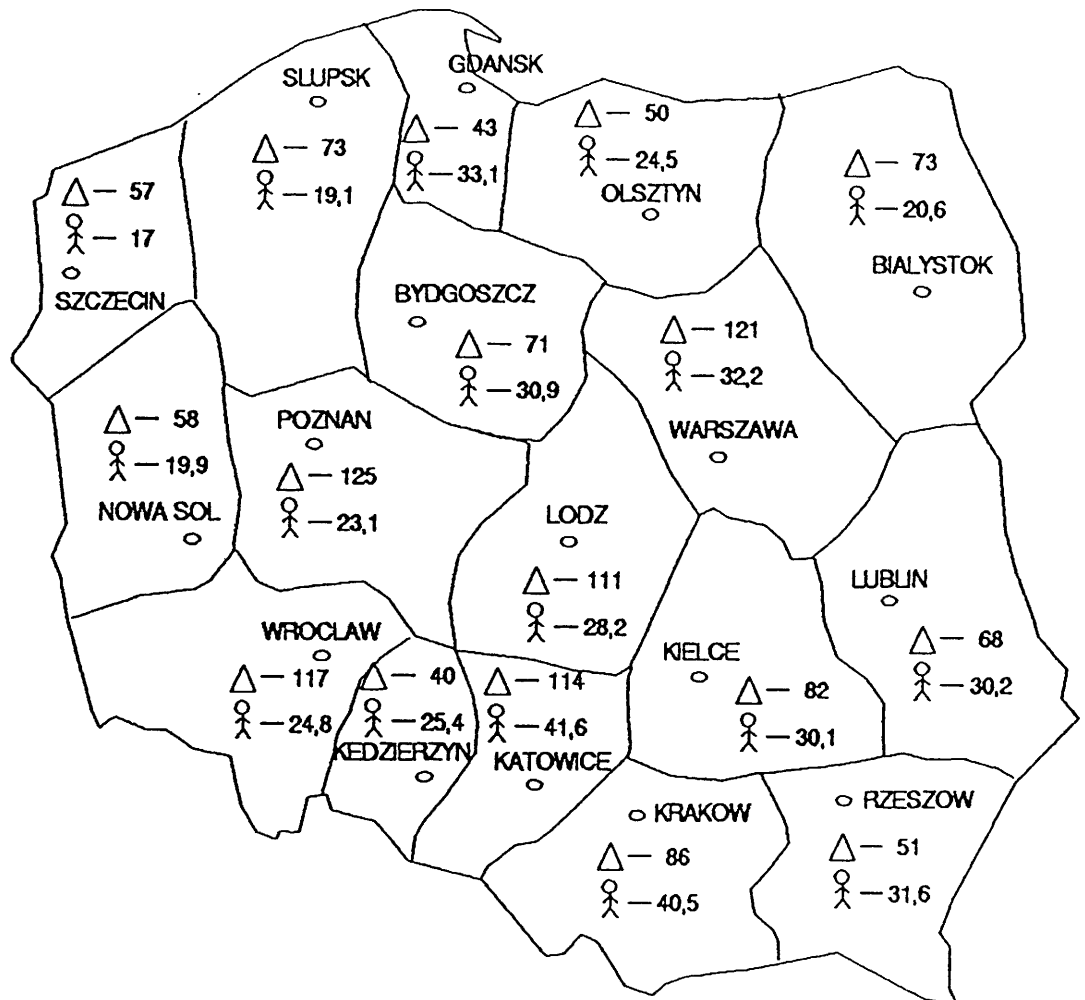 GDANSK
SLUPSK
— 43
— 33,1
— 50
— 24,5
OLSZTYN
— 73
— 19,1
— 73
— 20,6
BIALYSTOK
— 57
— 17
SZCZECIN
BYDGOSZCZ
— 71
— 30,9
— 121
— 32,2
WARSZAWA
— 58
— 19,9
NOWA SOL
POZNAN
— 125
— 23,1
LODZ
— 111
— 28,2
LUBLIN
— 68
— 30,2
WROCLAW
— 117
— 24,8
— 40
— 25,4
KEDZIERZYN
— 114
— 41,6
KATOWICE
KIELCE
— 82
— 30,1
KRAKOW
— 86
— 40,5
RZESZOW
— 51
— 31,6